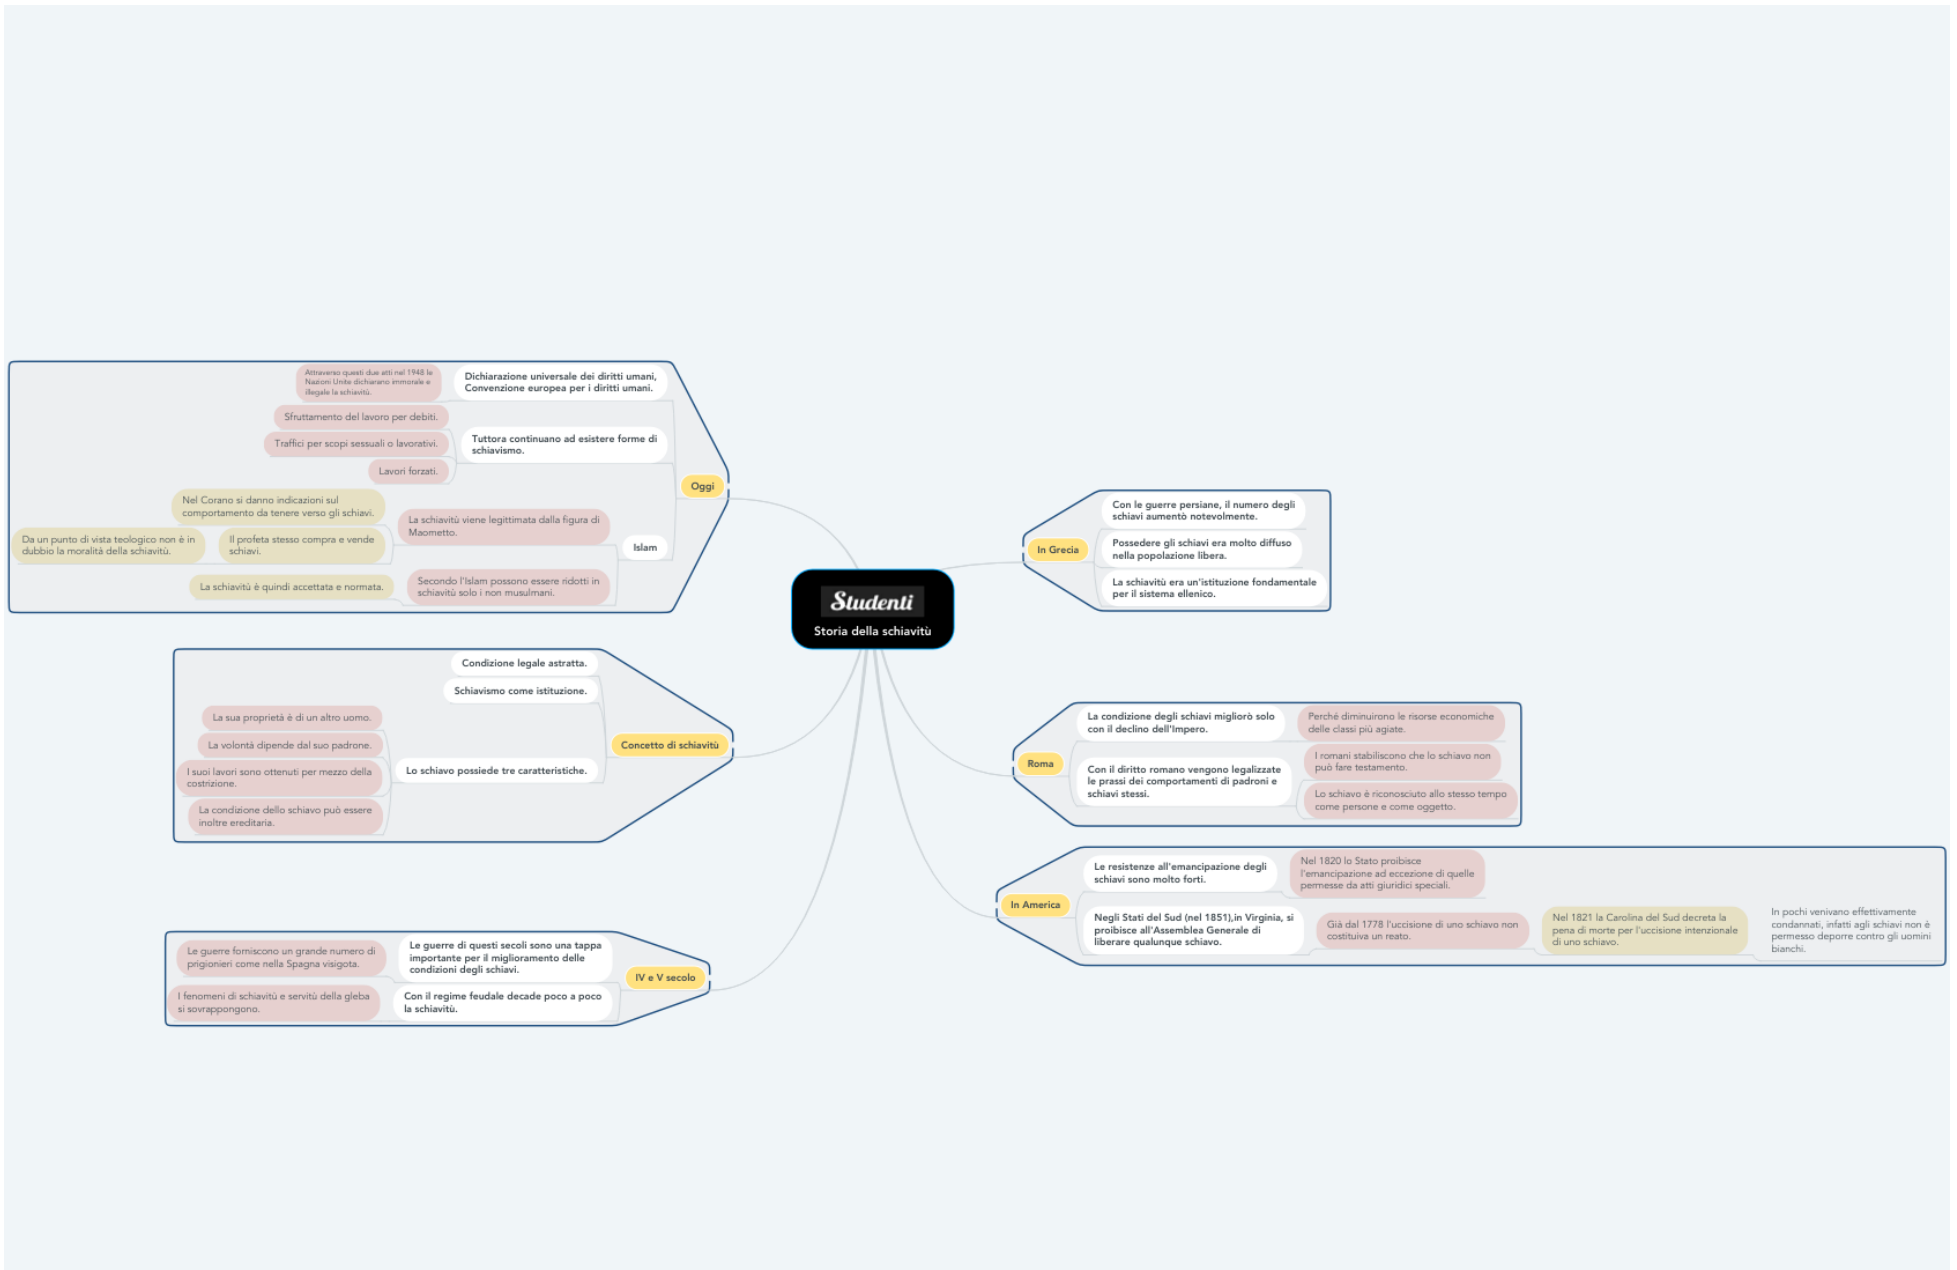 Studenti
Storia della schiavitù
In Grecia
Con le guerre persiane, il numero degli
schiavi aumentò notevolmente.
Possedere gli schiavi era molto diffuso
nella popolazione libera.
La schiavitù era un'istituzione fondamentale
per il sistema ellenico.
Roma
La condizione degli schiavi migliorò solo
con il declino dell'Impero.
Perché diminuirono le risorse economiche
delle classi più agiate.
Con il diritto romano vengono legalizzate
le prassi dei comportamenti di padroni e
schiavi stessi.
I romani stabiliscono che lo schiavo non
può fare testamento.
Lo schiavo è riconosciuto allo stesso tempo
come persone e come oggetto.
In America
Le resistenze all'emancipazione degli
schiavi sono molto forti.
Nel 1820 lo Stato proibisce
l'emancipazione ad eccezione di quelle
permesse da atti giuridici speciali.
Negli Stati del Sud (nel 1851),in Virginia, si
proibisce all'Assemblea Generale di
liberare qualunque schiavo.
Già dal 1778 l'uccisione di uno schiavo non
costituiva un reato.
Nel 1821 la Carolina del Sud decreta la
pena di morte per l'uccisione intenzionale
di uno schiavo.
In pochi venivano effettivamente
condannati, infatti agli schiavi non è
permesso deporre contro gli uomini
bianchi.
Oggi
Dichiarazione universale dei diritti umani,
Convenzione europea per i diritti umani.
Attraverso questi due atti nel 1948 le
Nazioni Unite dichiarano immorale e
illegale la schiavitù.
Tuttora continuano ad esistere forme di
schiavismo.
Sfruttamento del lavoro per debiti.
Traffici per scopi sessuali o lavorativi.
Lavori forzati.
Islam
La schiavitù viene legittimata dalla figura di
Maometto.
Nel Corano si danno indicazioni sul
comportamento da tenere verso gli schiavi.
Il profeta stesso compra e vende
schiavi.
Da un punto di vista teologico non è in
dubbio la moralità della schiavitù.
Secondo l'Islam possono essere ridotti in
schiavitù solo i non musulmani.
La schiavitù è quindi accettata e normata.
Concetto di schiavitù
Condizione legale astratta.
Schiavismo come istituzione.
Lo schiavo possiede tre caratteristiche.
La sua proprietà è di un altro uomo.
La volontà dipende dal suo padrone.
I suoi lavori sono ottenuti per mezzo della
costrizione.
La condizione dello schiavo può essere
inoltre ereditaria.
IV e V secolo
Le guerre di questi secoli sono una tappa
importante per il miglioramento delle
condizioni degli schiavi.
Le guerre forniscono un grande numero di
prigionieri come nella Spagna visigota.
Con il regime feudale decade poco a poco
la schiavitù.
I fenomeni di schiavitù e servitù della gleba
si sovrappongono.